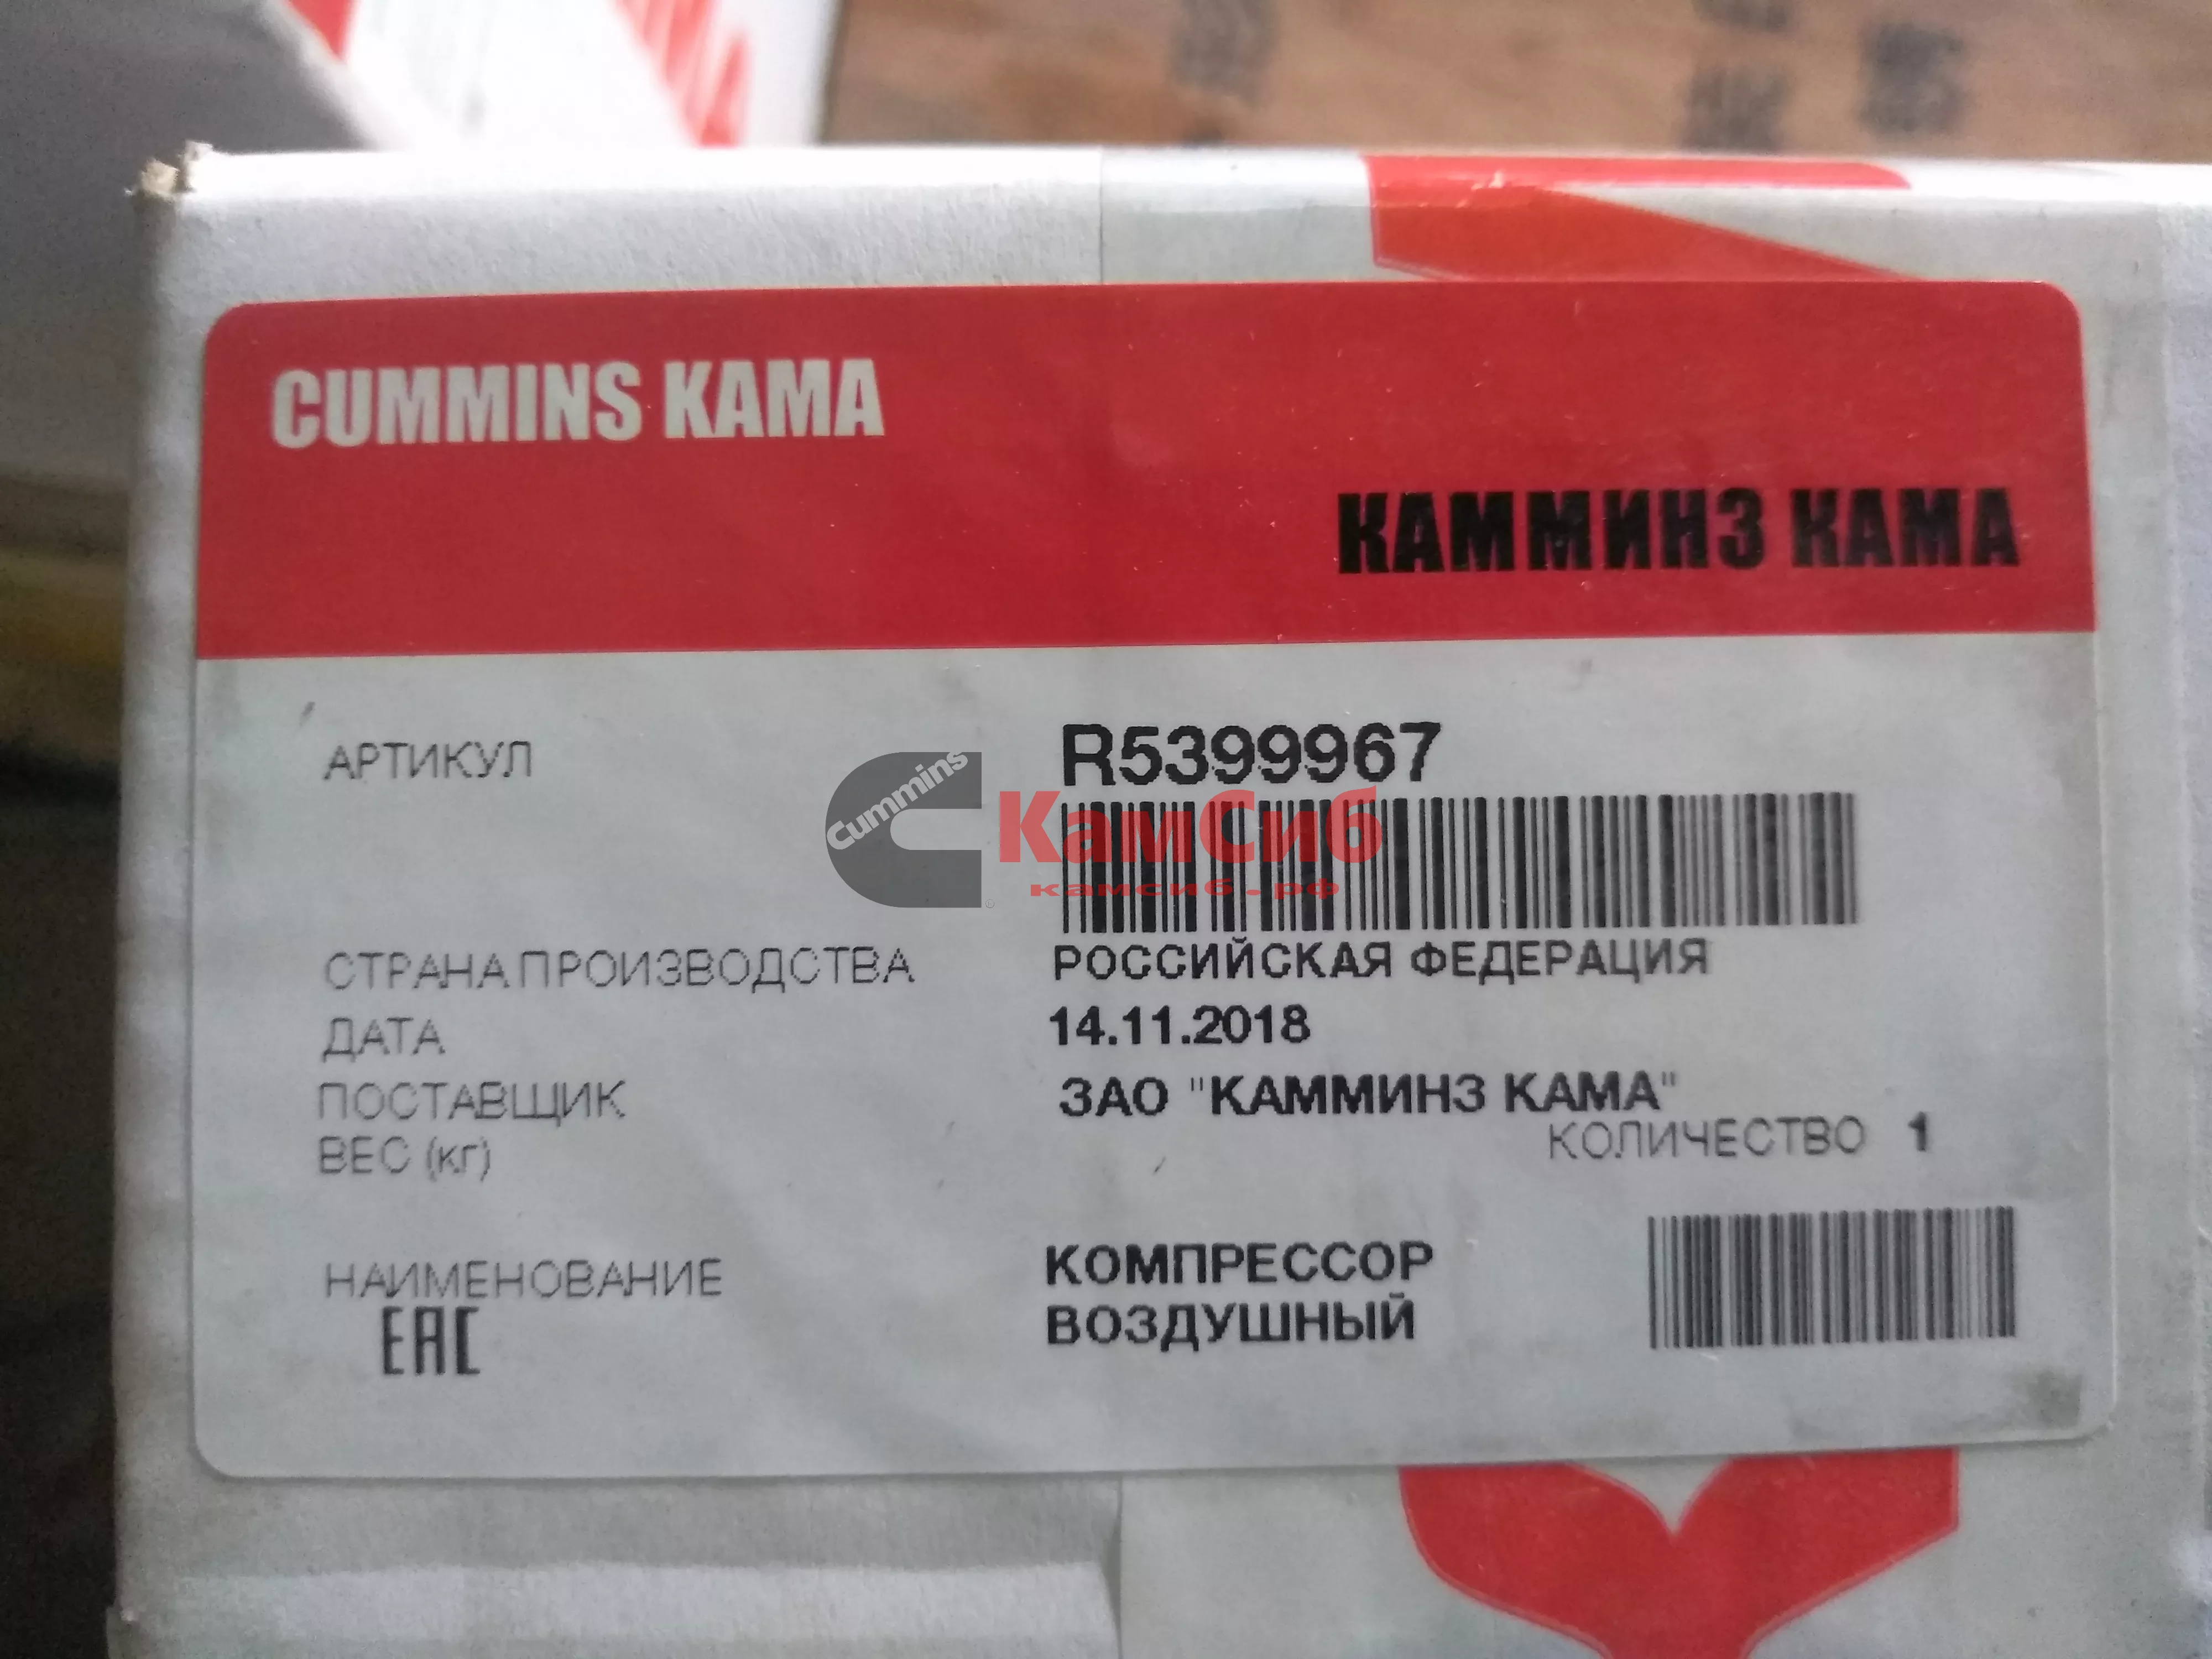 CUMMINS KAMA
КАММИНЗ КАМА
АРТИКУЛ
R5399967
Cummins
КамСиб
камсиб.рф
СТРАНА ПРОИЗВОДСТВА
РОССИЙСКАЯ ФЕДЕРАЦИЯ
ДАТА
14.11.2018
ПОСТАВЩИК
ЗАО "КАММИНЗ КАМА"
ВЕС (кг)
КОЛИЧЕСТВО 1
НАИМЕНОВАНИЕ
КОМПРЕССОР
ВОЗДУШНЫЙ
EAC